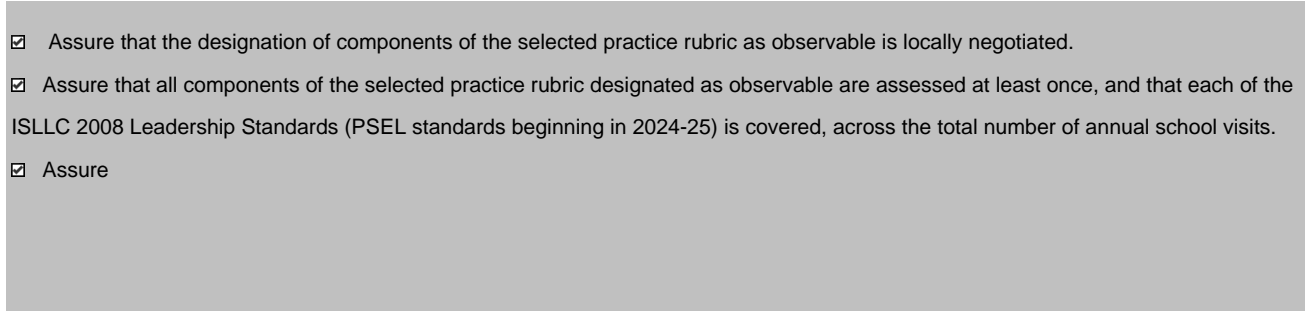 ☑ Assure that the designation of components of the selected practice rubric as observable is locally negotiated.
☑ Assure that all components of the selected practice rubric designated as observable are assessed at least once, and that each of the
ISLLC 2008 Leadership Standards (PSEL standards beginning in 2024-25) is covered, across the total number of annual school visits.
☑ Assure